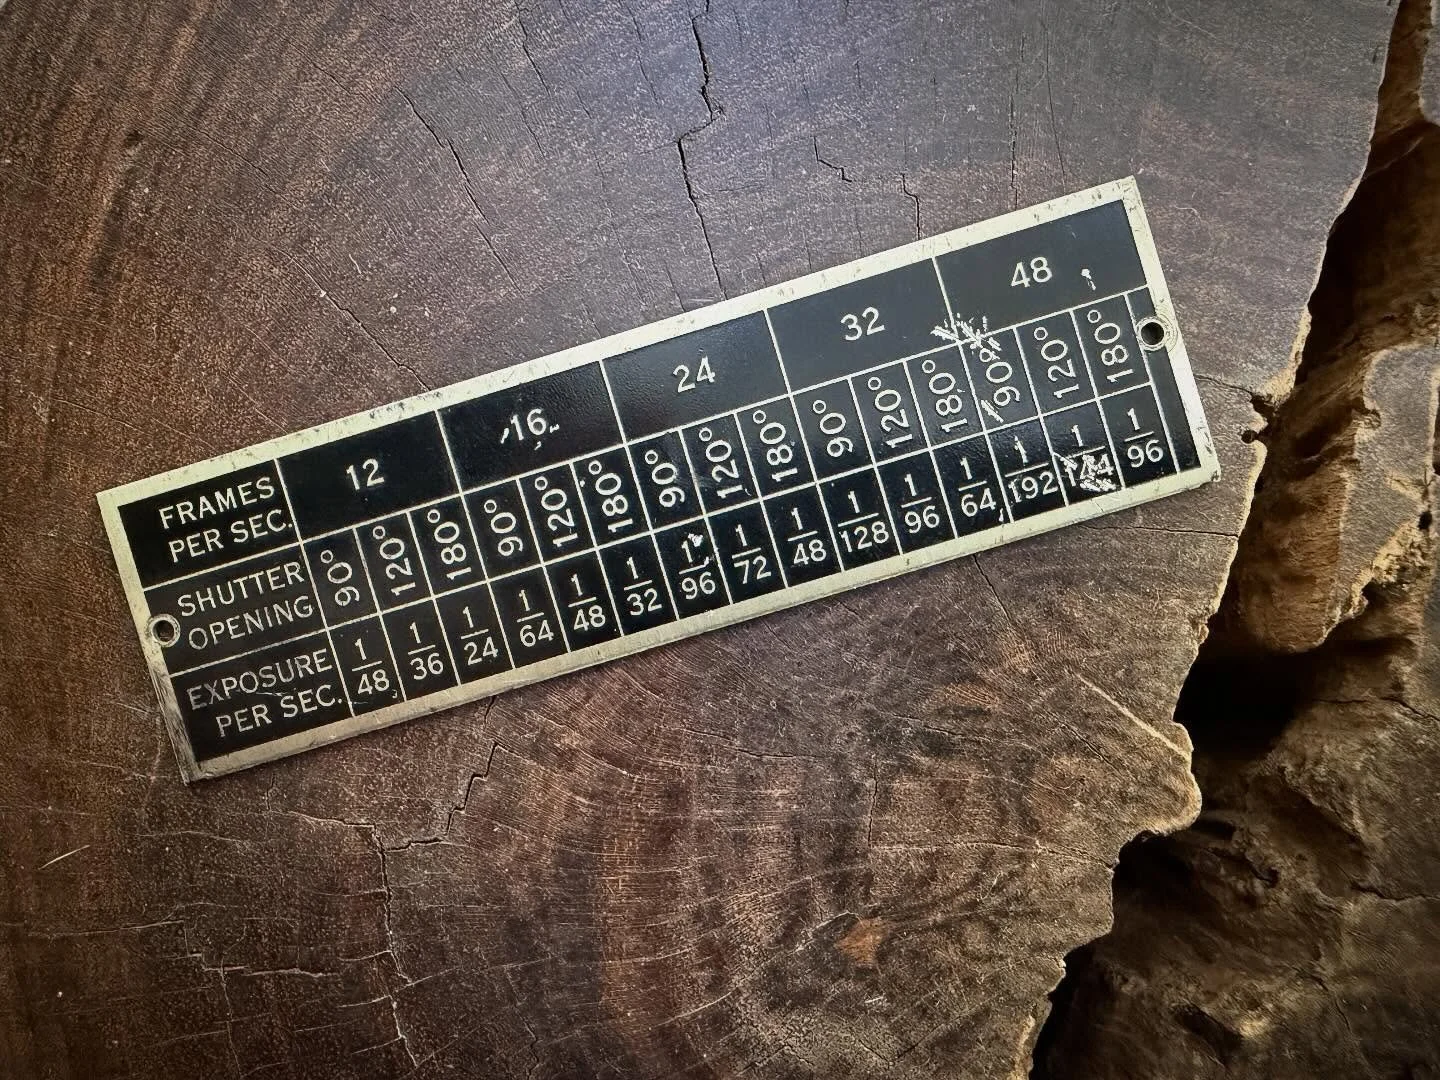 FRAMES PER SEC. 12 16 24 32 48
SHUTTER OPENING 90° 120° 180° 90° 120° 180° 90° 120° 180° 90° 120° 180° 90° 120° 180°
EXPOSURE PER SEC. 1/48 1/36 1/24 1/64 1/48 1/32 1/96 1/72 1/48 1/128 1/96 1/64 1/192 1/144 1/96